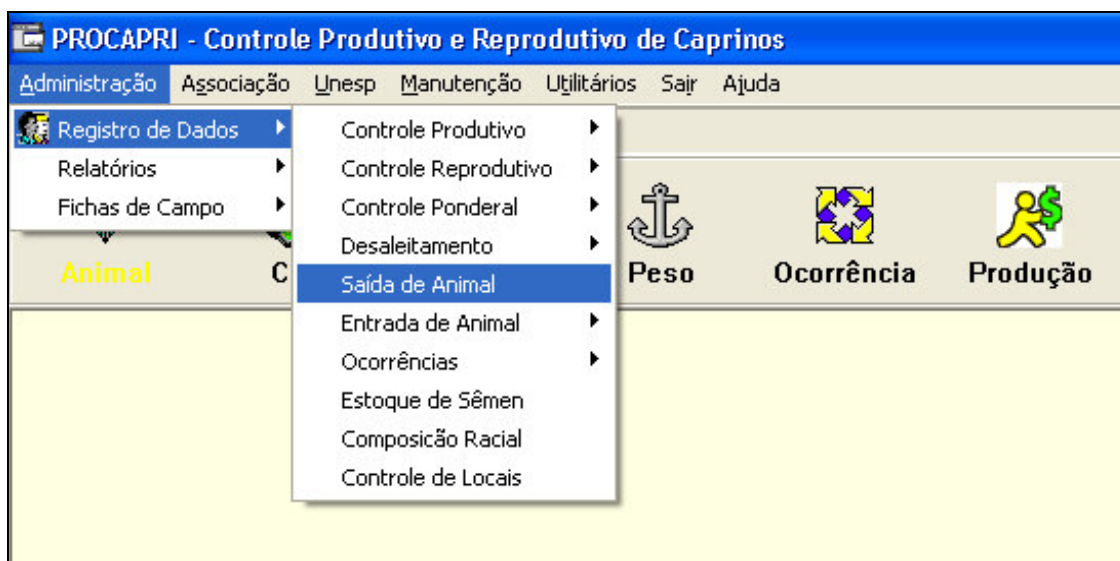 PROCAPRI - Controle Produtivo e Reprodutivo de Caprinos
Administração Associação Unesp Manutenção Utilitários Sair Ajuda
Registro de Dados
Relatórios
Fichas de Campo
Controle Produtivo
Controle Reprodutivo
Controle Ponderal
Desaleitamento
Saída de Animal
Entrada de Animal
Ocorrências
Estoque de Sêmen
Composicão Racial
Controle de Locais
Animal C Peso Ocorrência Produção